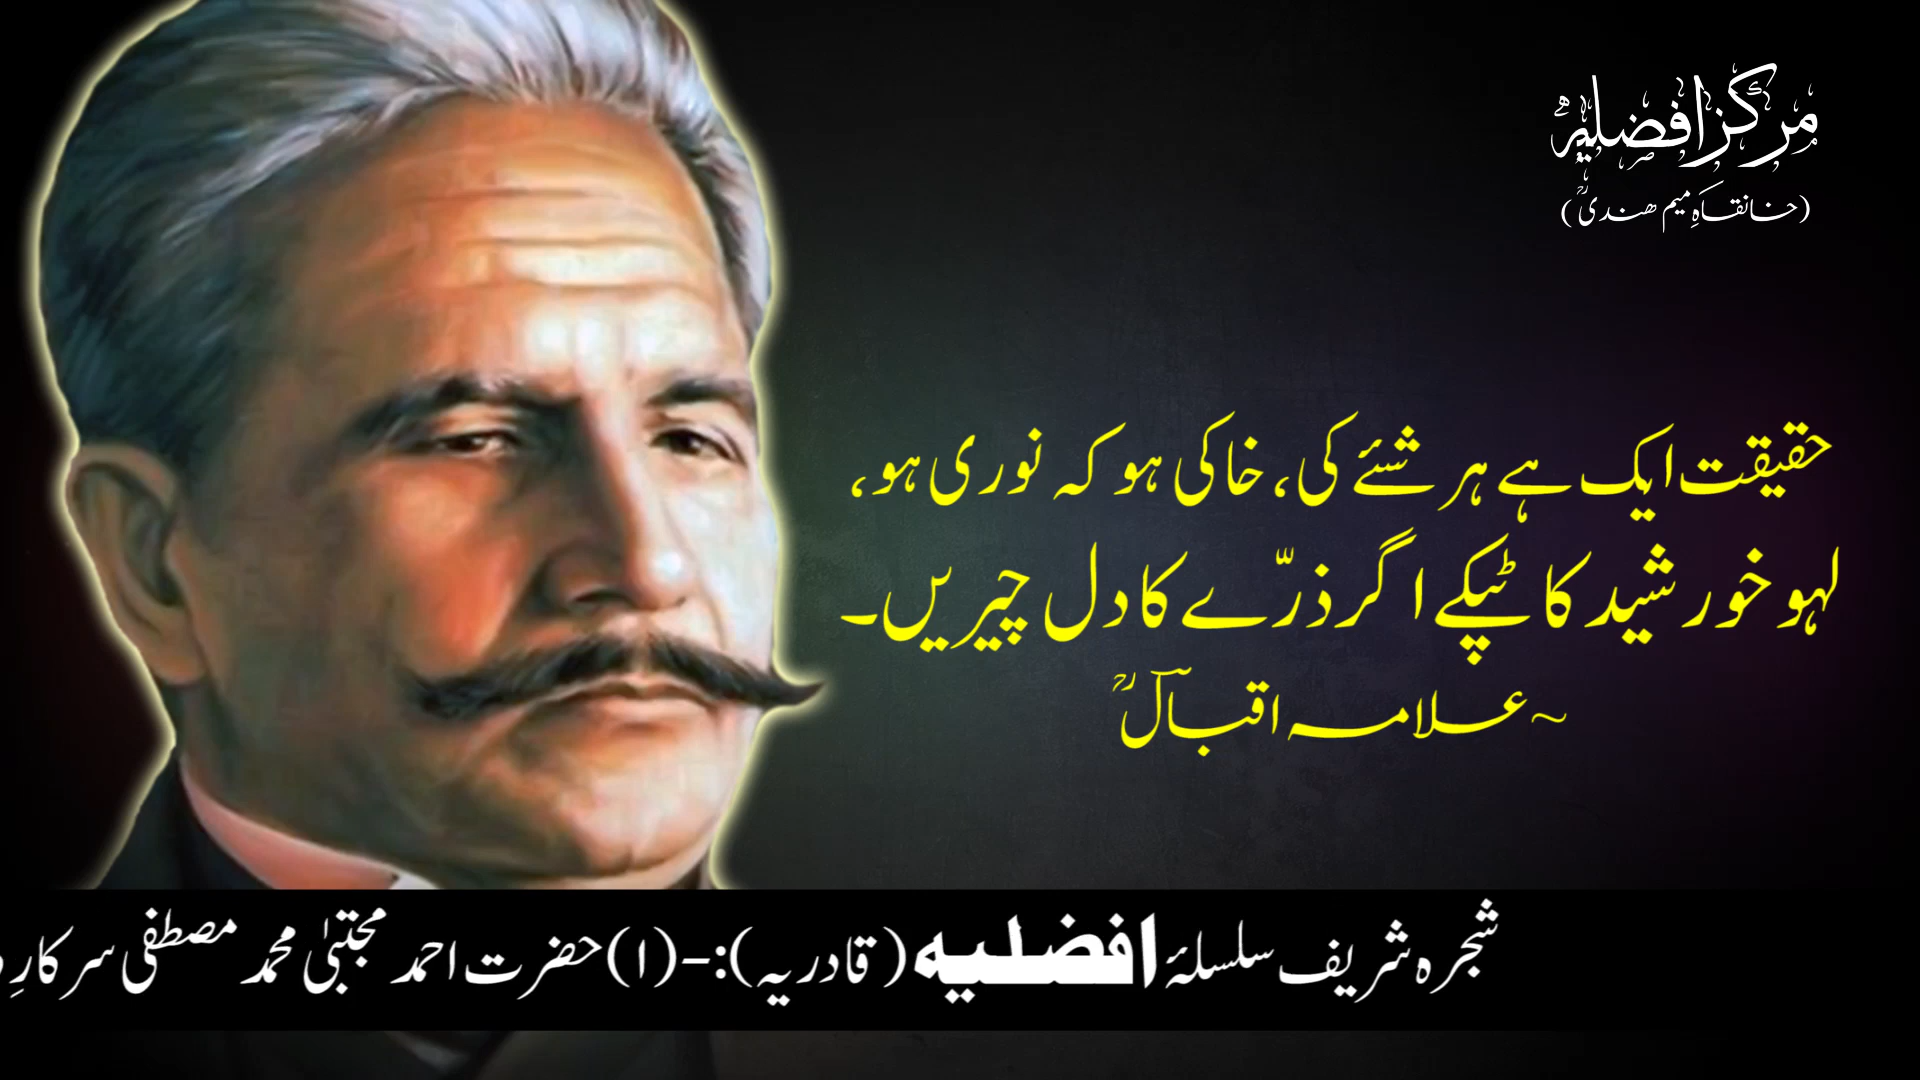 مرکز افضلیہ
(خانقاہِ میم ھندیؒ)
حقیقت ایک ہے ہر شئے کی، خاکی ہو کہ نوری ہو،
لہو خورشید کا ٹپکے اگر ذرّے کا دل چیریں۔
~علامہ اقبالؒ
شجرہ شریف سلسلۂ افضلیہ (قادریہ):-(۱) حضرت احمد مجتبیٰ محمد مصطفی سرکارِ